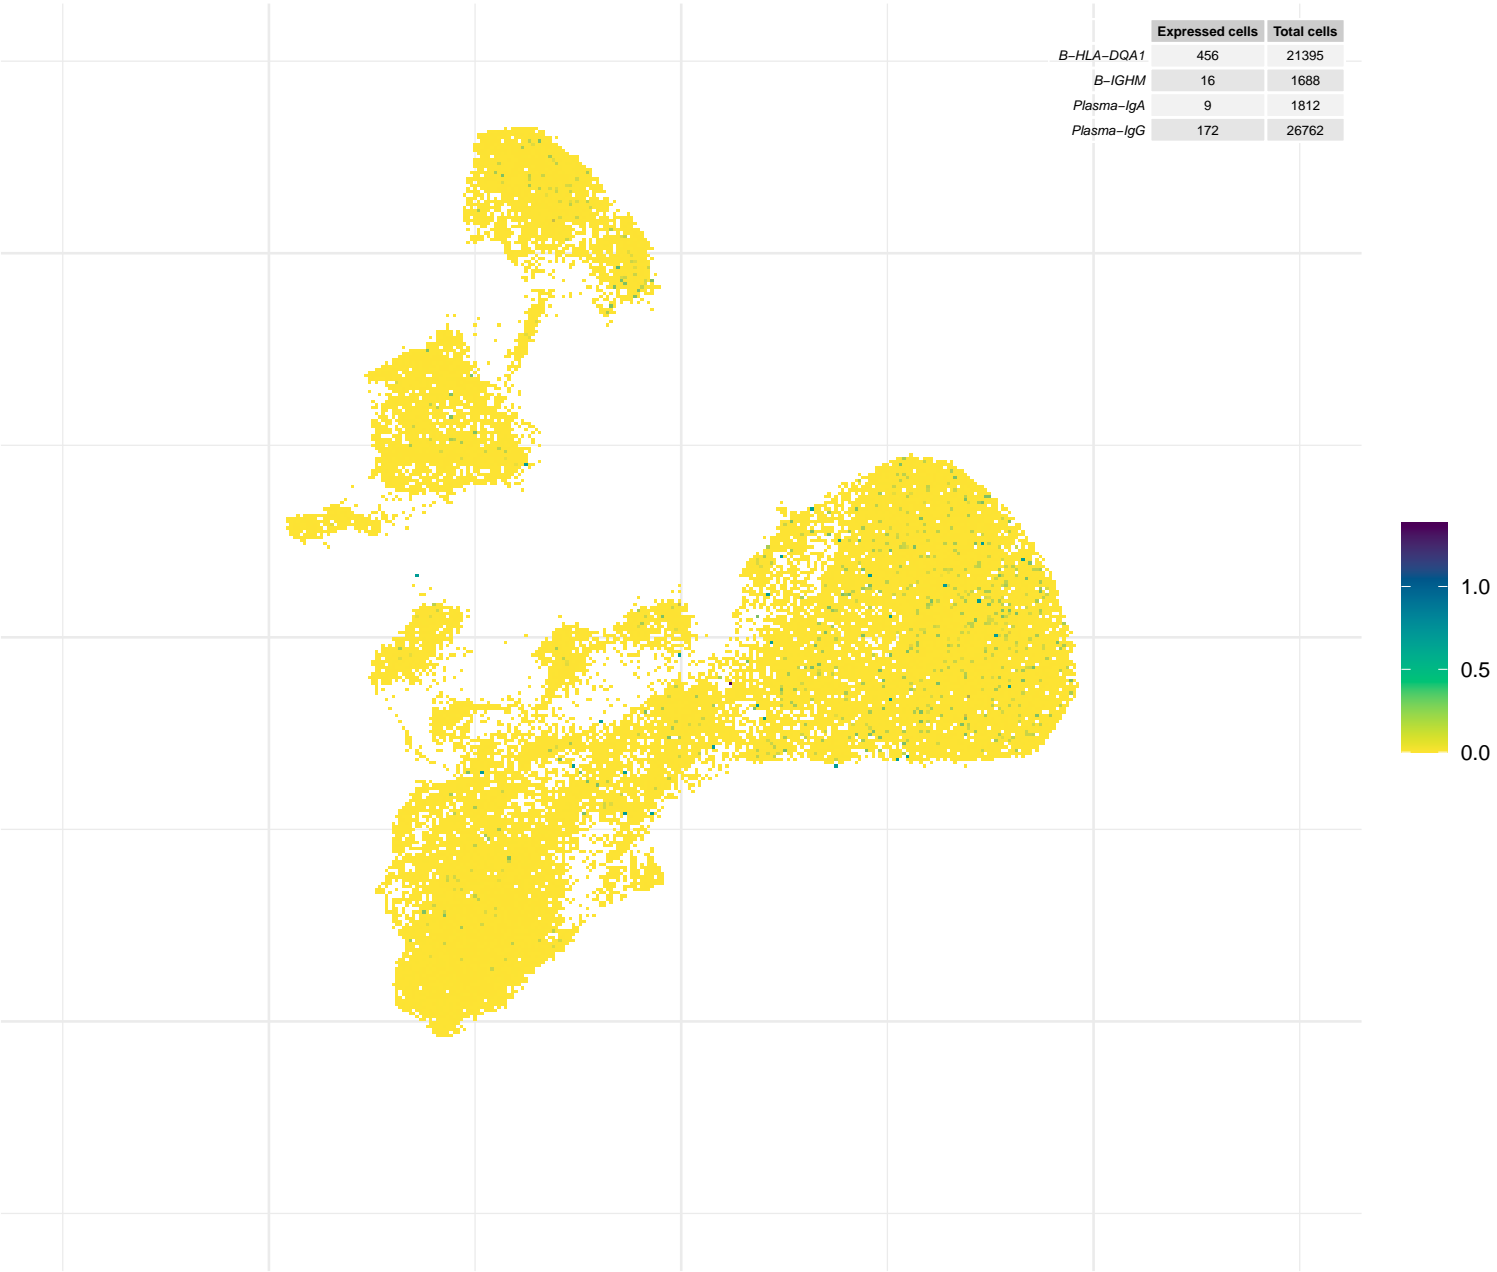 Expressed cells Total cells
B−HLA−DQA1 456 21395
B−IGHM 16 1688
Plasma−IgA 9 1812
Plasma−IgG 172 26762
1.0
0.5
0.0